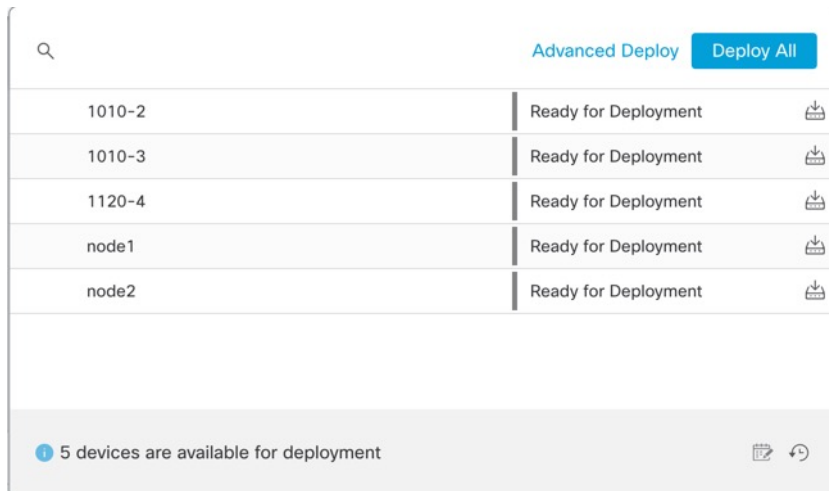 Advanced Deploy Deploy All
1010-2 Ready for Deployment
1010-3 Ready for Deployment
1120-4 Ready for Deployment
node1 Ready for Deployment
node2 Ready for Deployment
5 devices are available for deployment